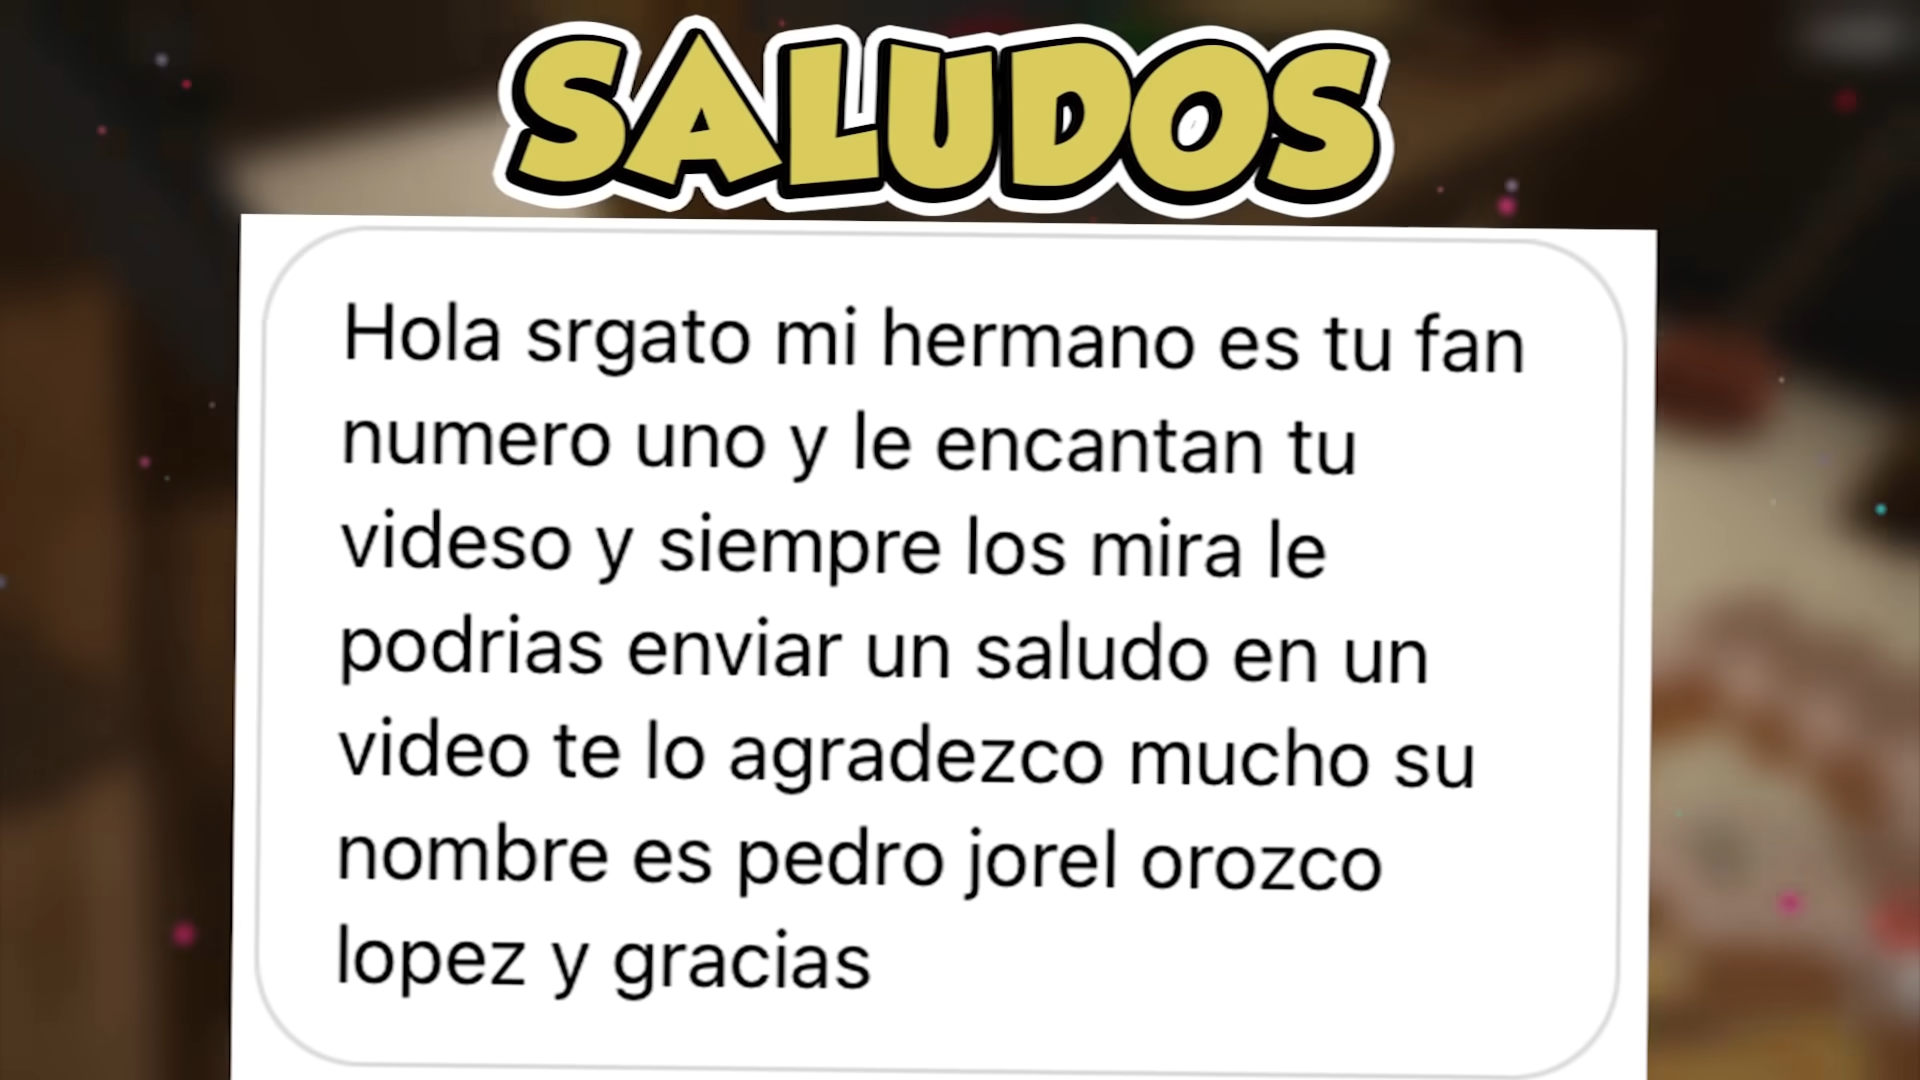 SALUDOS
Hola srgato mi hermano es tu fan
numero uno y le encantan tu
videso y siempre los mira le
podrias enviar un saludo en un
video te lo agradezco mucho su
nombre es pedro jorel orozco
lopez y gracias